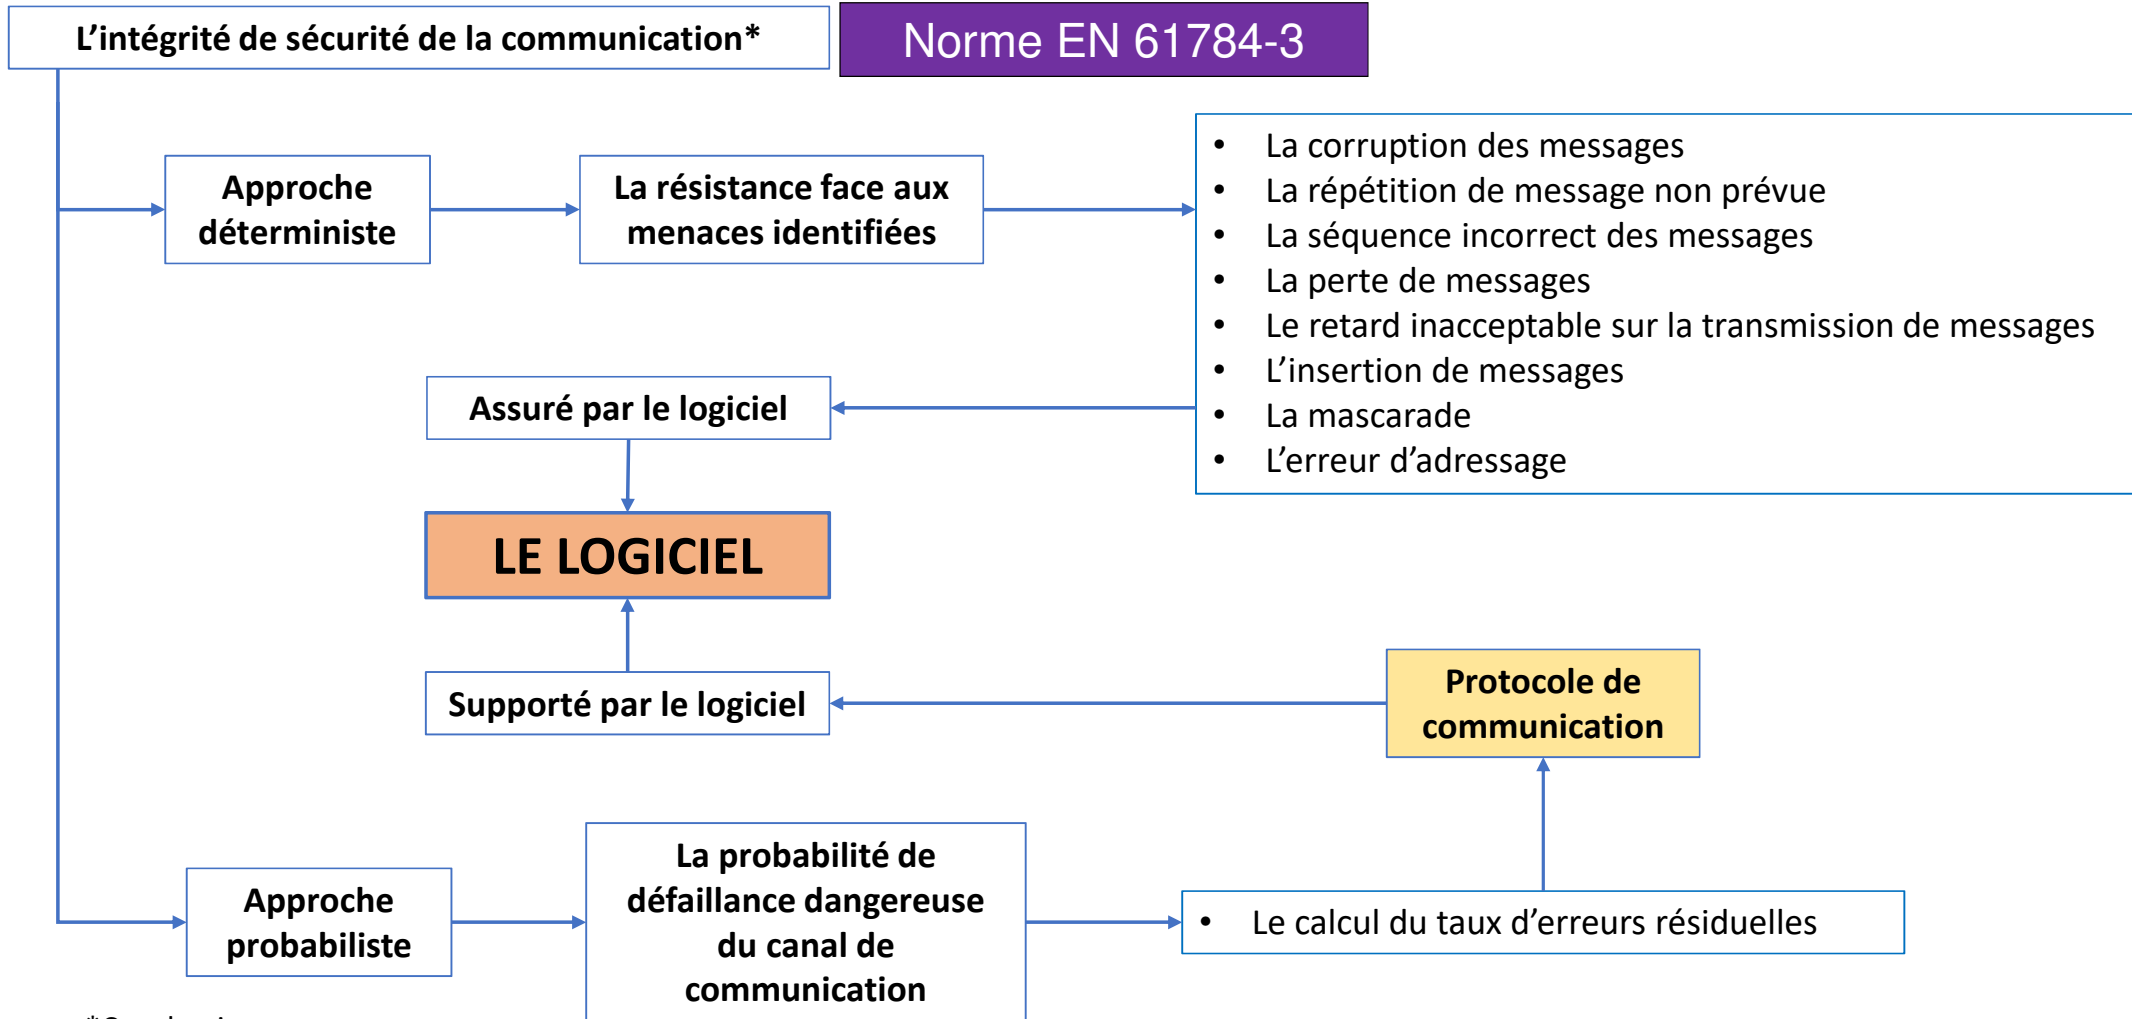 L'intégrité de sécurité de la communication*
Norme EN 61784-3
Approche
déterministe
La résistance face aux
menaces identifiées
• La corruption des messages
• La répétition de message non prévue
• La séquence incorrect des messages
• La perte de messages
• Le retard inacceptable sur la transmission de messages
• L'insertion de messages
• La mascarade
• L'erreur d'adressage
Assuré par le logiciel
LE LOGICIEL
Supporté par le logiciel
Protocole de
communication
Approche
probabiliste
La probabilité de
défaillance dangereuse
du canal de
communication
• Le calcul du taux d'erreurs résiduelles